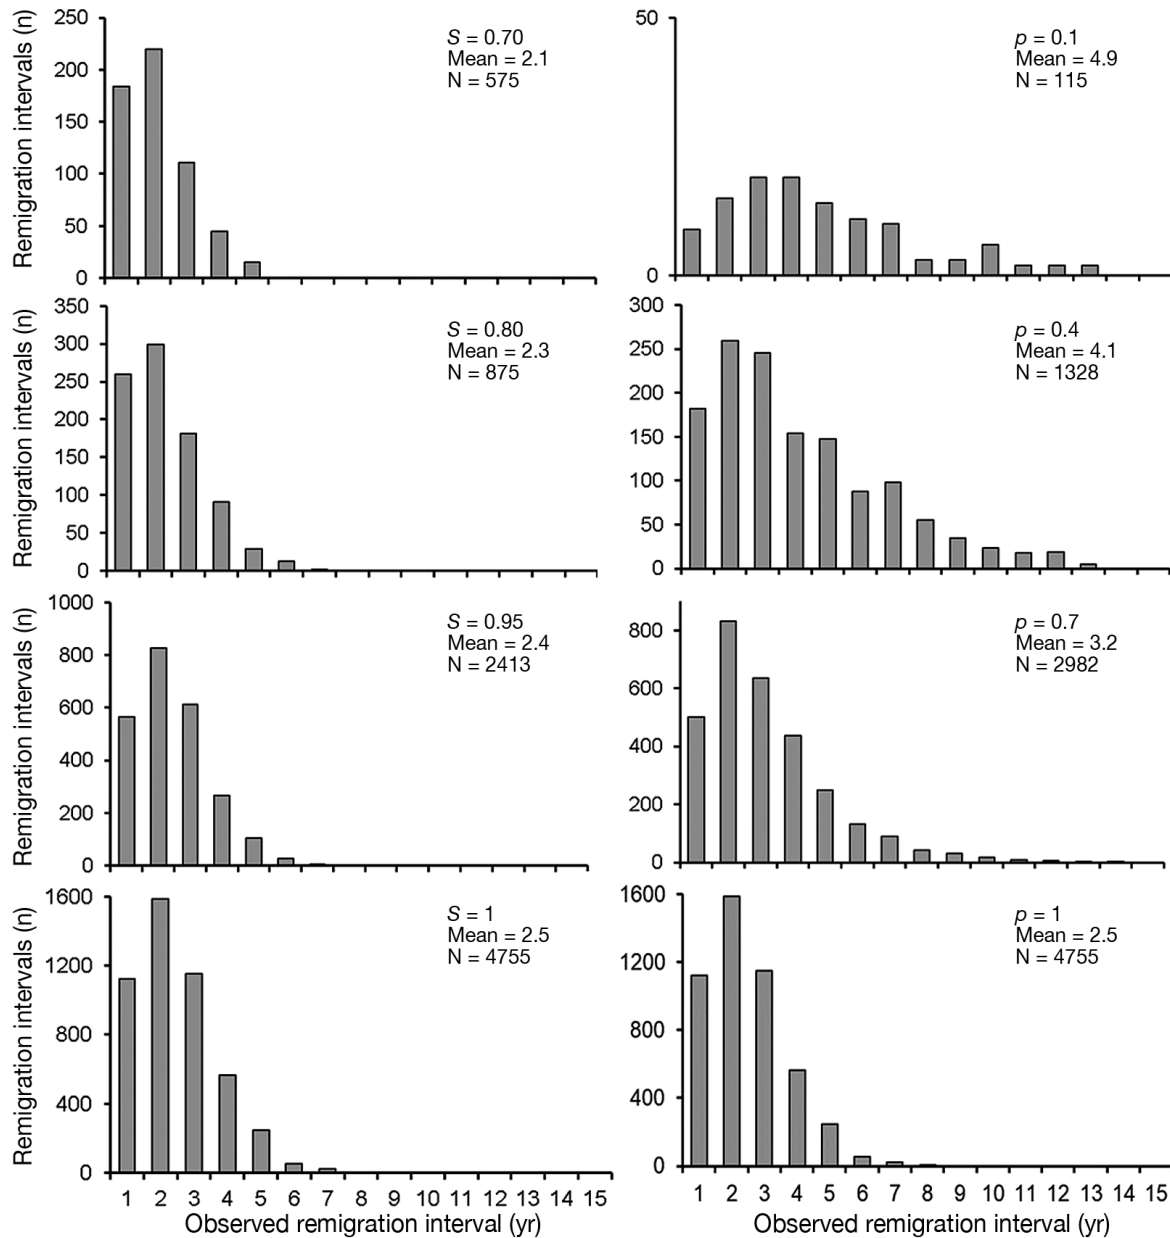 Remigration intervals (n)
250
200
150
100
50
0
S = 0.70
Mean = 2.1
N = 575
50
0
p = 0.1
Mean = 4.9
N = 115
Remigration intervals (n)
350
300
250
200
150
100
50
0
S = 0.80
Mean = 2.3
N = 875
300
250
200
150
100
50
0
p = 0.4
Mean = 4.1
N = 1328
Remigration intervals (n)
1000
800
600
400
200
0
S = 0.95
Mean = 2.4
N = 2413
800
600
400
200
0
p = 0.7
Mean = 3.2
N = 2982
Remigration intervals (n)
1600
1200
800
400
0
S = 1
Mean = 2.5
N = 4755
1 2 3 4 5 6 7 8 9 10 11 12 13 14 15
Observed remigration interval (yr)
1600
1200
800
400
0
p = 1
Mean = 2.5
N = 4755
1 2 3 4 5 6 7 8 9 10 11 12 13 14 15
Observed remigration interval (yr)